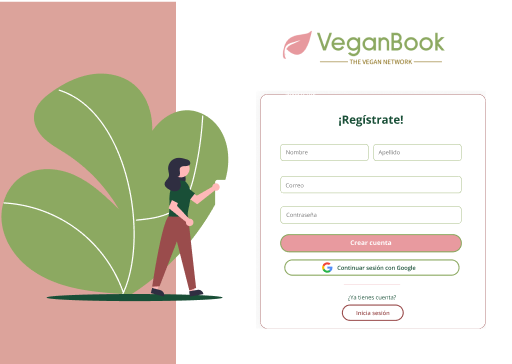 VeganBook
THE VEGAN NETWORK
¡Regístrate!
Nombre
Apellido
Correo
Contraseña
Crear cuenta
Continuar sesión con Google
¿Ya tienes cuenta?
Inicia sesión